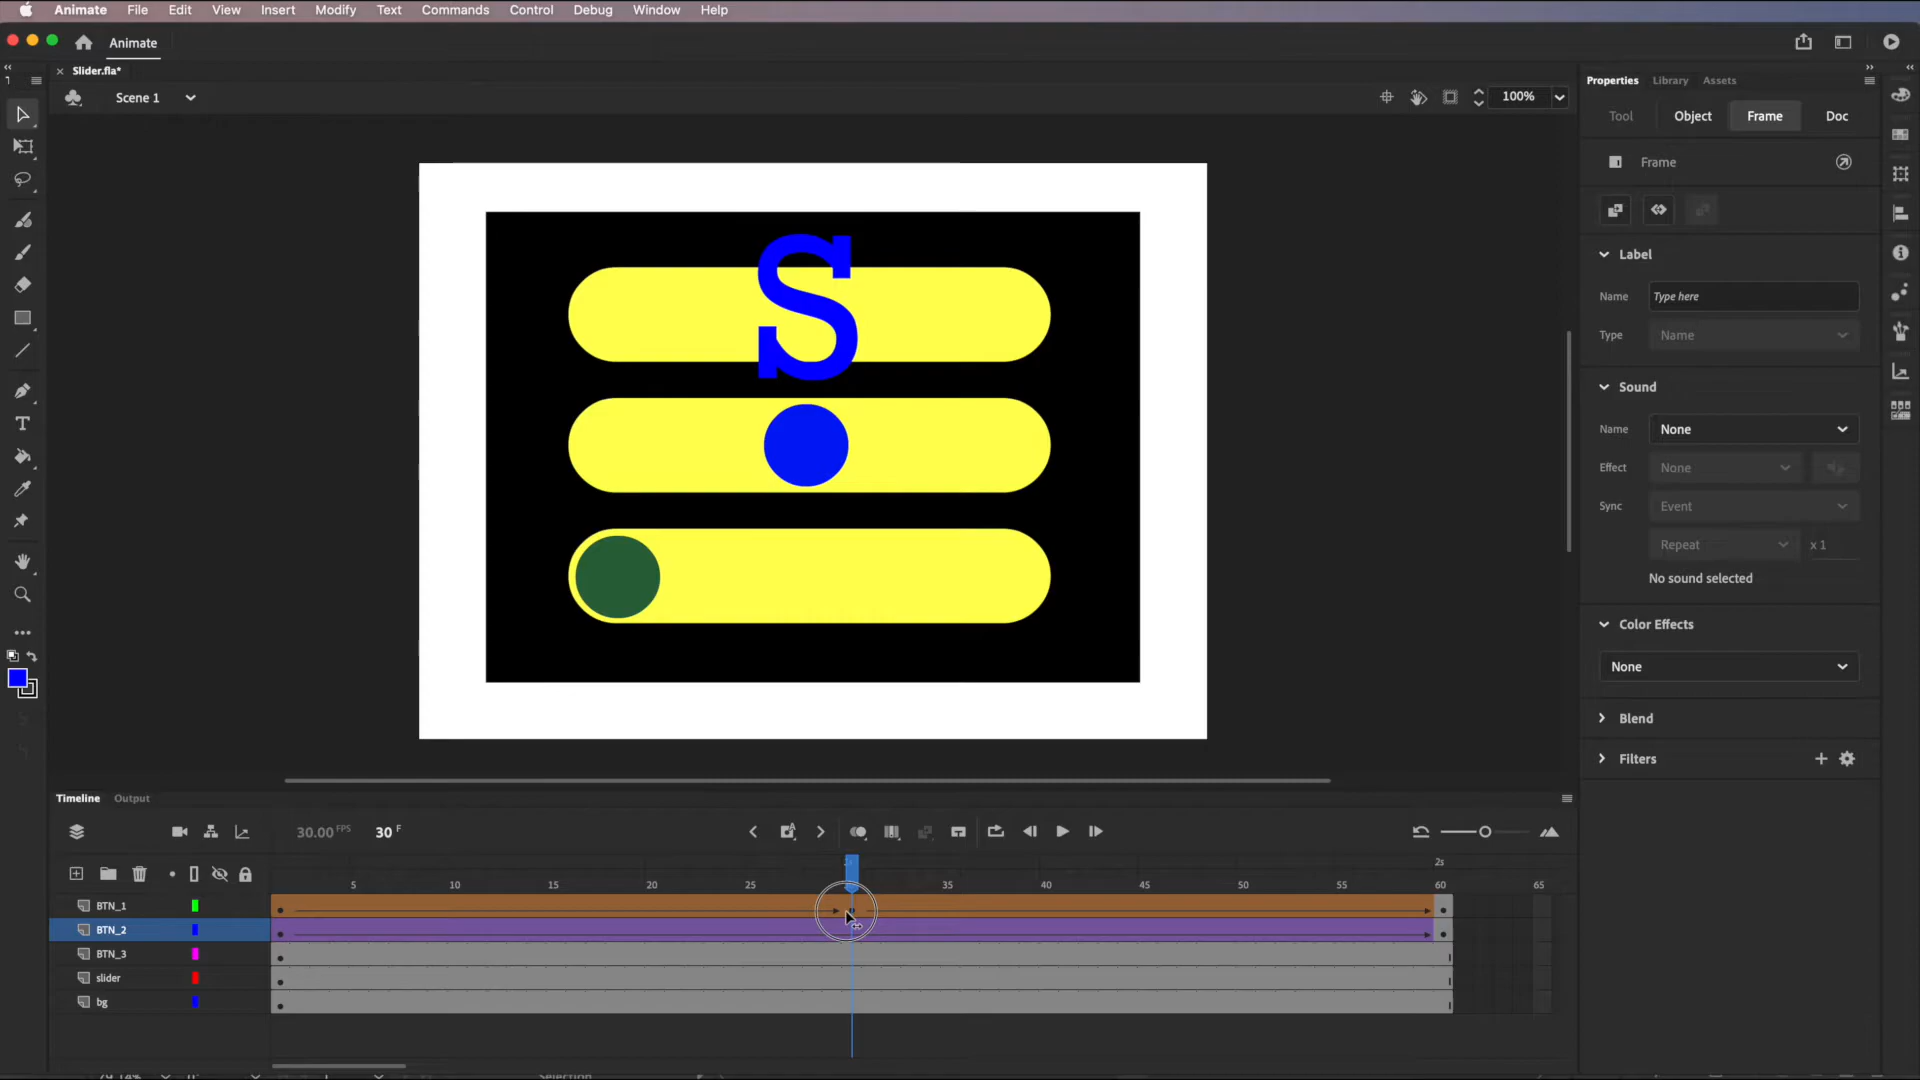 Animate File Edit View Insert Modify Text Commands Control Debug Window Help
Animate
Slider.fla*
Scene 1
100%
S
Properties Library Assets
Tool Object Frame Doc
Frame
Label
Name Type here
Type Name
Sound
Name None
Effect None
Sync Event
Repeat x 1
No sound selected
Color Effects
None
Blend
Filters
Timeline Output
30.00 FPS 30 F
2s
5 10 15 20 25 35 40 45 50 55 60 65
BTN_1
BTN_2
BTN_3
slider
bg